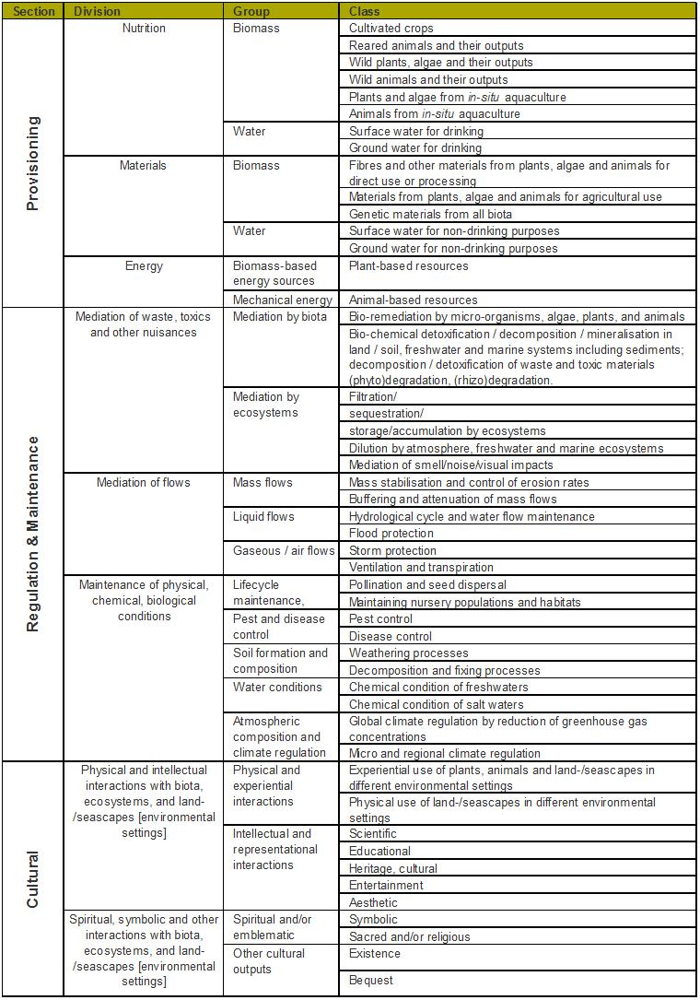 Section Division Group Class
Provisioning
Nutrition Biomass Cultivated crops
Reared animals and their outputs
Wild plants, algae and their outputs
Wild animals and their outputs
Plants and algae from in-situ aquaculture
Animals from in-situ aquaculture
Water Surface water for drinking
Ground water for drinking
Materials Biomass Fibres and other materials from plants, algae and animals for
direct use or processing
Materials from plants, algae and animals for agricultural use
Genetic materials from all biota
Water Surface water for non-drinking purposes
Ground water for non-drinking purposes
Energy Biomass-based Plant-based resources
energy sources
Mechanical energy Animal-based resources
Regulation & Maintenance
Mediation of waste, toxics Mediation by biota Bio-remediation by micro-organisms, algae, plants, and animals
and other nuisances Bio-chemical detoxification / decomposition / mineralisation in
land / soil, freshwater and marine systems including sediments;
decomposition / detoxification of waste and toxic materials
(phyto)degradation, (rhizo)degradation.
Mediation by Filtration/
ecosystems sequestration/
storage/accumulation by ecosystems
Dilution by atmosphere, freshwater and marine ecosystems
Mediation of smell/noise/visual impacts
Mediation of flows Mass flows Mass stabilisation and control of erosion rates
Buffering and attenuation of mass flows
Liquid flows Hydrological cycle and water flow maintenance
Flood protection
Gaseous / air flows Storm protection
Ventilation and transpiration
Maintenance of physical, Lifecycle Pollination and seed dispersal
chemical, biological maintenance, Maintaining nursery populations and habitats
conditions Pest and disease Pest control
control Disease control
Soil formation and Weathering processes
composition Decomposition and fixing processes
Water conditions Chemical condition of freshwaters
Chemical condition of salt waters
Atmospheric Global climate regulation by reduction of greenhouse gas
composition and concentrations
climate regulation Micro and regional climate regulation
Cultural
Physical and intellectual Physical and Experiential use of plants, animals and land-/seascapes in
interactions with biota, experiential different environmental settings
ecosystems, and land- interactions Physical use of land-/seascapes in different environmental
/seascapes [environmental settings
settings] Intellectual and Scientific
representational Educational
interactions Heritage, cultural
Entertainment
Aesthetic
Spiritual, symbolic and other Spiritual and/or Symbolic
interactions with biota, emblematic Sacred and/or religious
ecosystems, and land- Other cultural Existence
/seascapes [environmental outputs
settings] Bequest